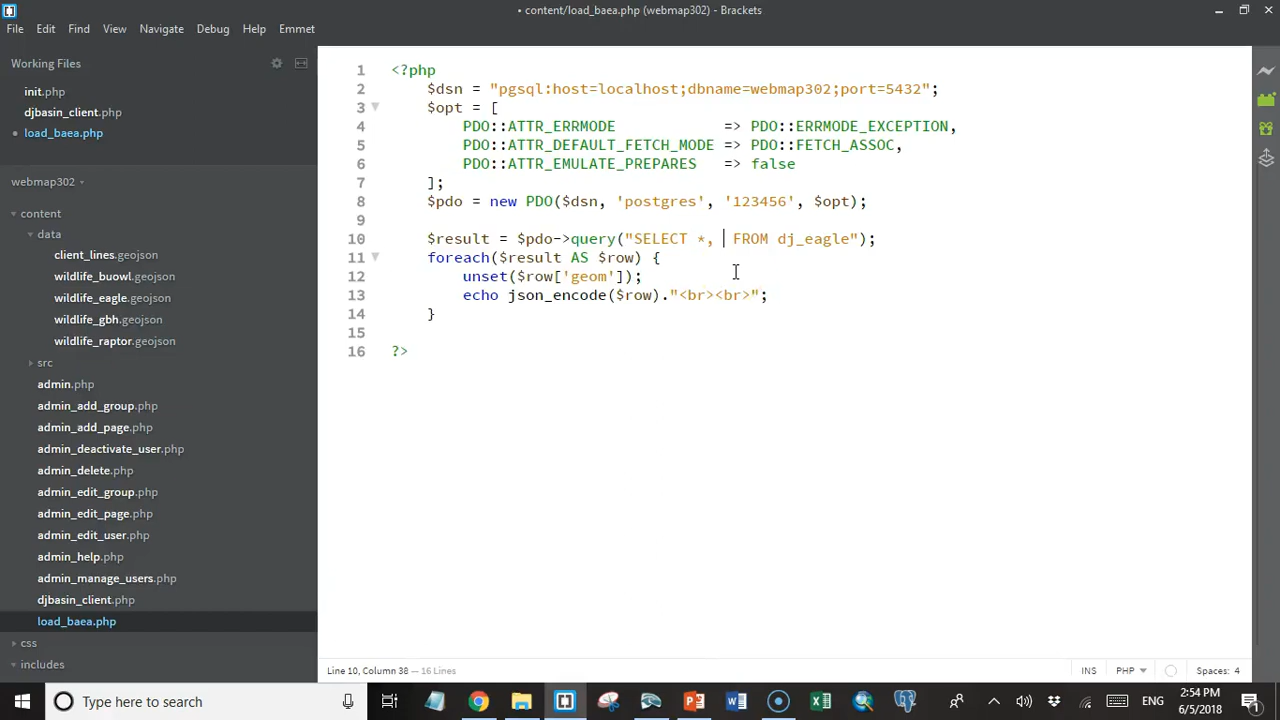 • content/load_baea.php (webmap302) - Brackets
File Edit Find View Navigate Debug Help Emmet
Working Files
init.php
djbasin_client.php
load_baea.php
webmap302
content
data
client_lines.geojson
wildlife_buowl.geojson
wildlife_eagle.geojson
wildlife_gbh.geojson
wildlife_raptor.geojson
src
admin.php
admin_add_group.php
admin_add_page.php
admin_deactivate_user.php
admin_delete.php
admin_edit_group.php
admin_edit_page.php
admin_edit_user.php
admin_help.php
admin_manage_users.php
djbasin_client.php
load_baea.php
css
includes
1 <?php
2 $dsn = "pgsql:host=localhost;dbname=webmap302;port=5432";
3 $opt = [
4 PDO::ATTR_ERRMODE => PDO::ERRMODE_EXCEPTION,
5 PDO::ATTR_DEFAULT_FETCH_MODE => PDO::FETCH_ASSOC,
6 PDO::ATTR_EMULATE_PREPARES => false
7 ];
8 $pdo = new PDO($dsn, 'postgres', '123456', $opt);
9
10 $result = $pdo->query("SELECT *,  FROM dj_eagle");
11 foreach($result AS $row) {
12 unset($row['geom']);
13 echo json_encode($row)."<br><br>";
14 }
15
16 ?>
Line 10, Column 38 — 16 Lines
INS PHP Spaces: 4
Type here to search
ENG
2:54 PM
6/5/2018
1